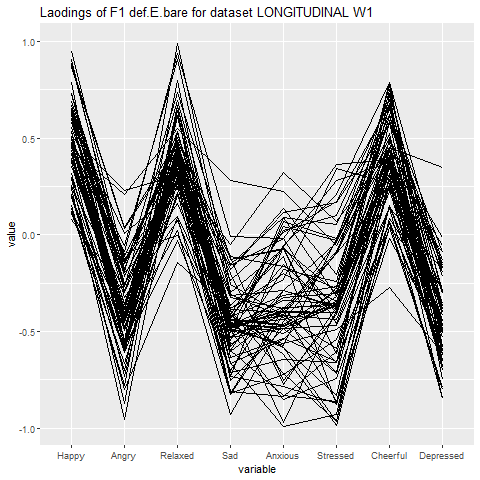 Laodings of F1 def.E.bare for dataset LONGITUDINAL W1
1.0
0.5
0.0
-0.5
-1.0
value
Happy Angry Relaxed Sad Anxious Stressed Cheerful Depressed
variable